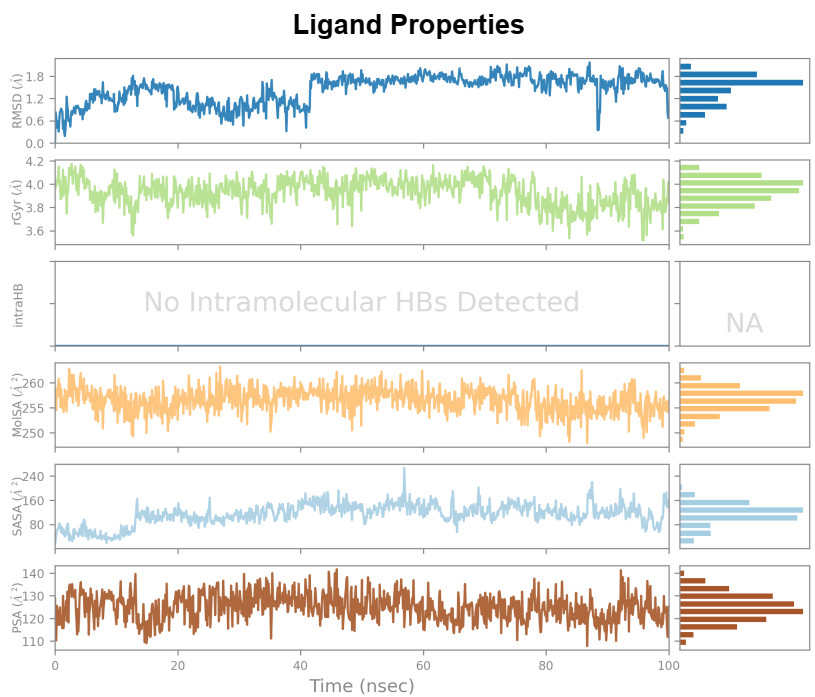 Ligand Properties
RMSD (Å)
1.8
1.2
0.6
0.0
rGyr (Å)
4.2
4.0
3.8
3.6
intraHB
No Intramolecular HBs Detected
NA
MolSA (Å²)
260
255
250
SASA (Å²)
240
160
80
PSA (Å²)
140
130
120
110
0 20 40 60 80 100
Time (nsec)